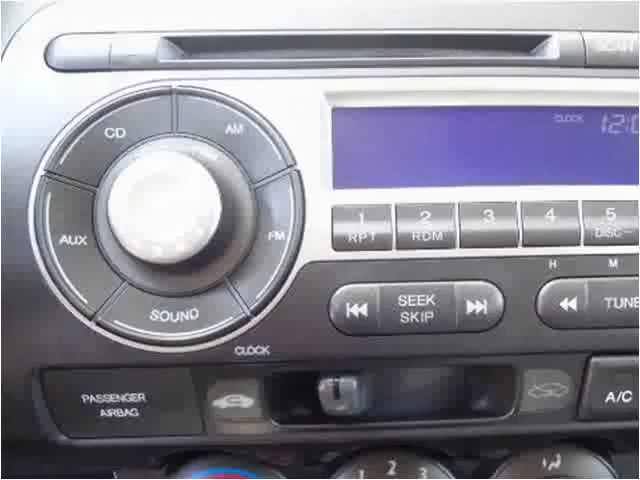 CD
AM
AUX
FM
SOUND
CLOCK
CLOCK
1 2 3 4 5
RPT RDM DISC-
H M
SEEK
SKIP
TUNE
PASSENGER
AIRBAG
A/C
1 2 3